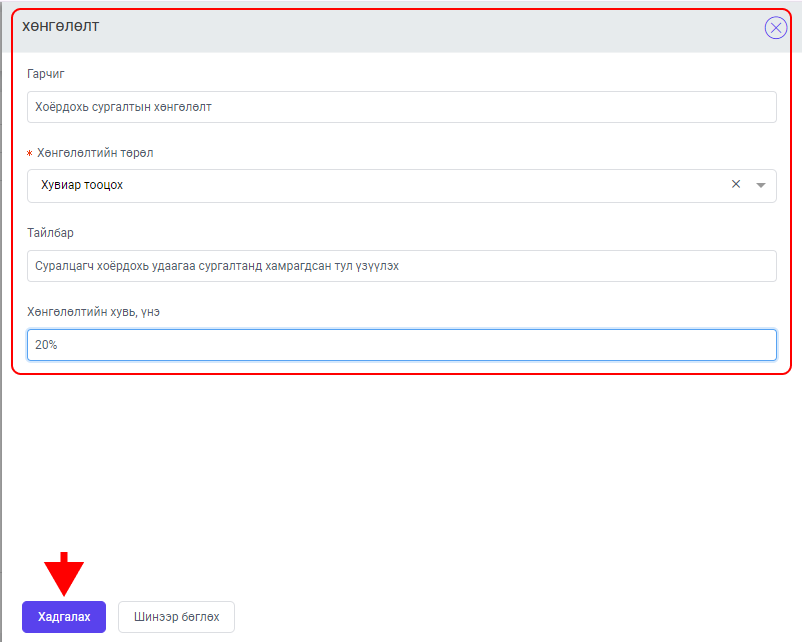 ХӨНГӨЛӨЛТ
Гарчиг
Хоёрдохь сургалтын хөнгөлөлт
* Хөнгөлөлтийн төрөл
Хувиар тооцох
Тайлбар
Суралцагч хоёрдохь удаагаа сургалтанд хамрагдсан тул үзүүлэх
Хөнгөлөлтийн хувь, үнэ
20%
Хадгалах
Шинээр бөглөх